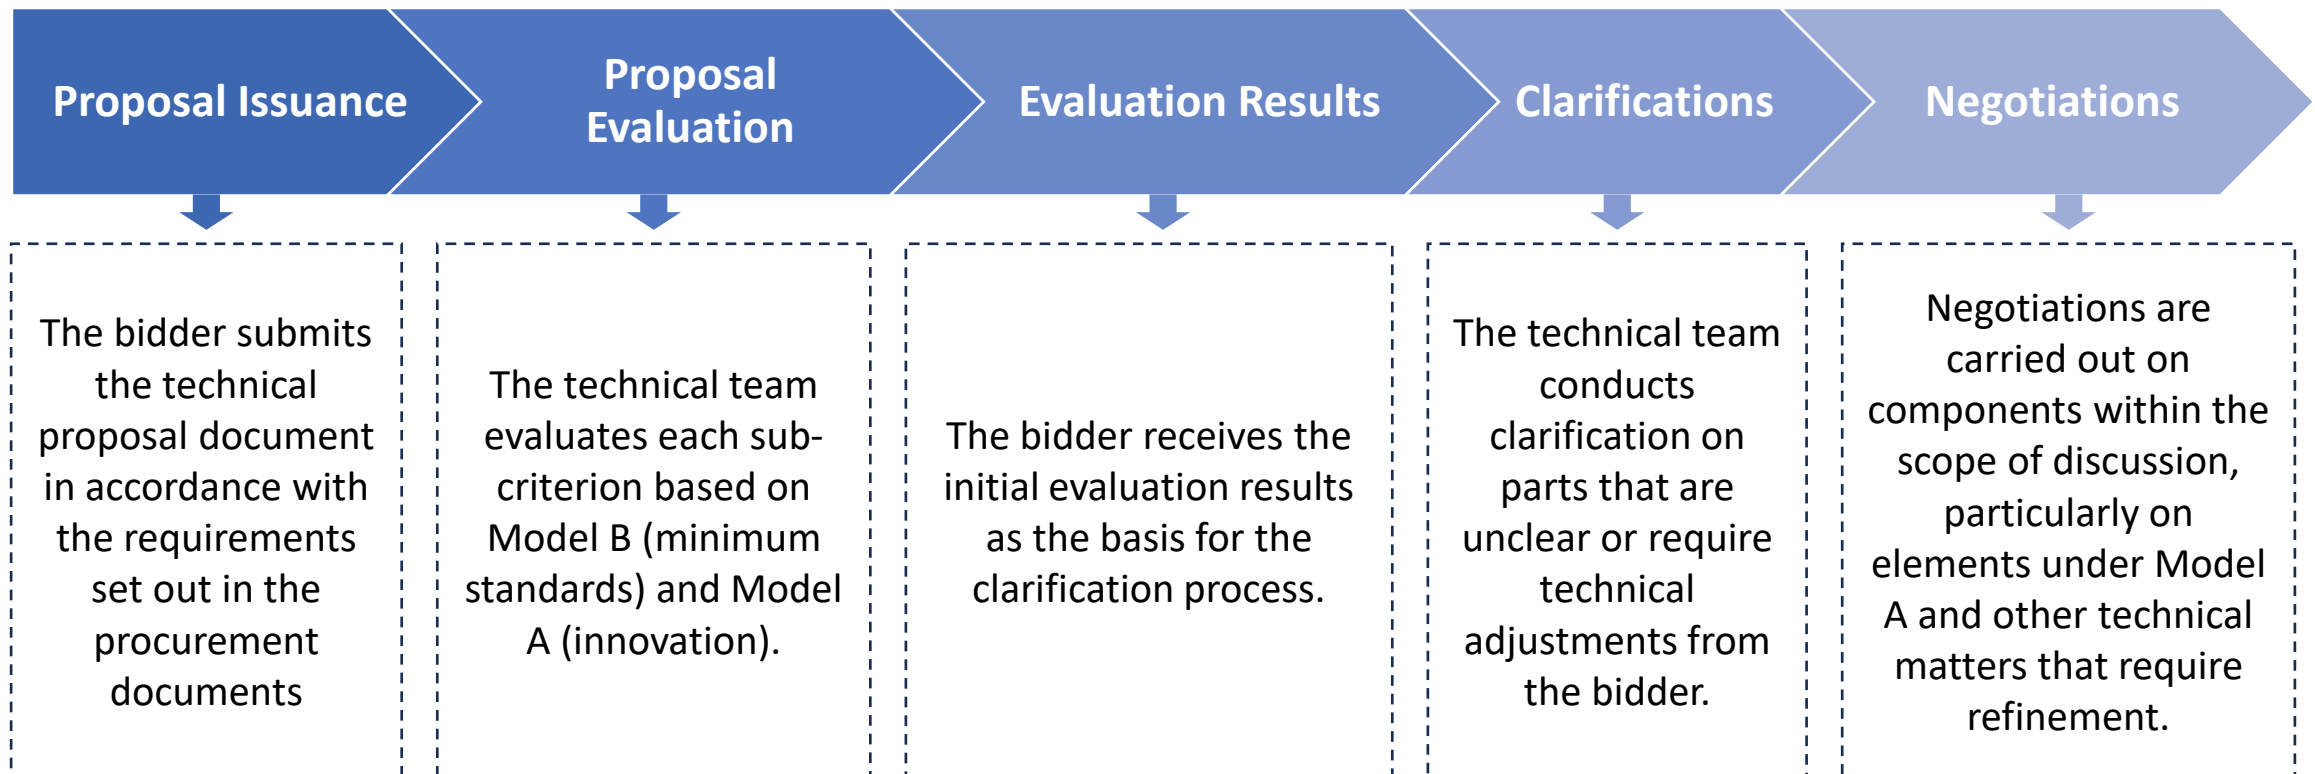 Proposal Issuance
Proposal
Evaluation
Evaluation Results
Clarifications
Negotiations
The bidder submits
the technical
proposal document
in accordance with
the requirements
set out in the
procurement
documents
The technical team
evaluates each sub-
criterion based on
Model B (minimum
standards) and Model
A (innovation).
The bidder receives the
initial evaluation results
as the basis for the
clarification process.
The technical team
conducts
clarification on
parts that are
unclear or require
technical
adjustments from
the bidder.
Negotiations are
carried out on
components within the
scope of discussion,
particularly on
elements under Model
A and other technical
matters that require
refinement.